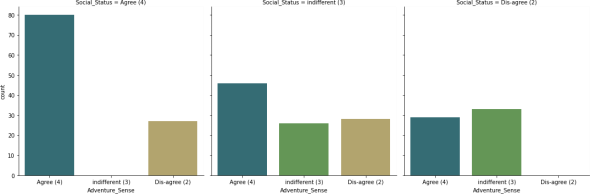 Social_Status = Agree (4)
Social_Status = indifferent (3)
Social_Status = Dis-agree (2)
80
70
60
50
40
30
20
10
0
count
Agree (4) indifferent (3) Dis-agree (2)
Adventure_Sense
Agree (4) indifferent (3) Dis-agree (2)
Adventure_Sense
Agree (4) indifferent (3) Dis-agree (2)
Adventure_Sense